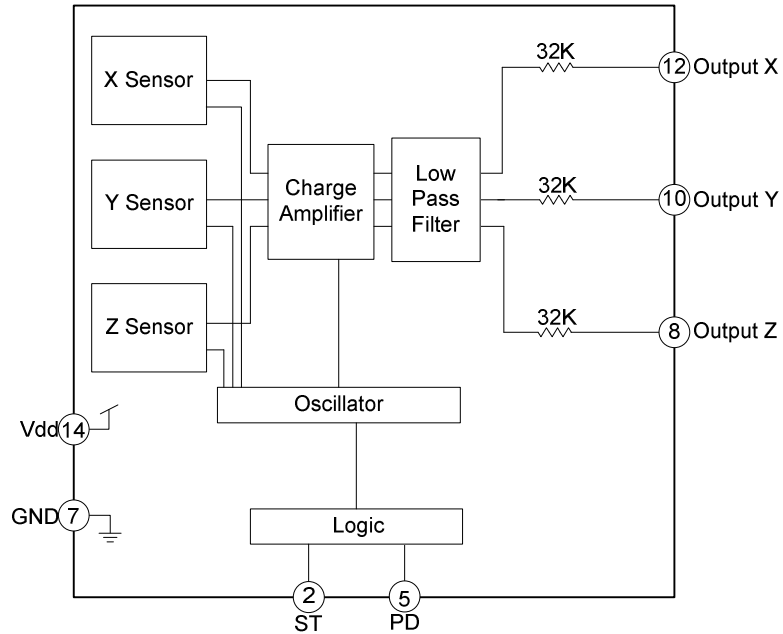 32K
X Sensor
12 Output X
Charge
Amplifier
Low
Pass
Filter
32K
Y Sensor
10 Output Y
32K
Z Sensor
8 Output Z
Oscillator
Vdd 14
GND 7
Logic
2
ST
5
PD